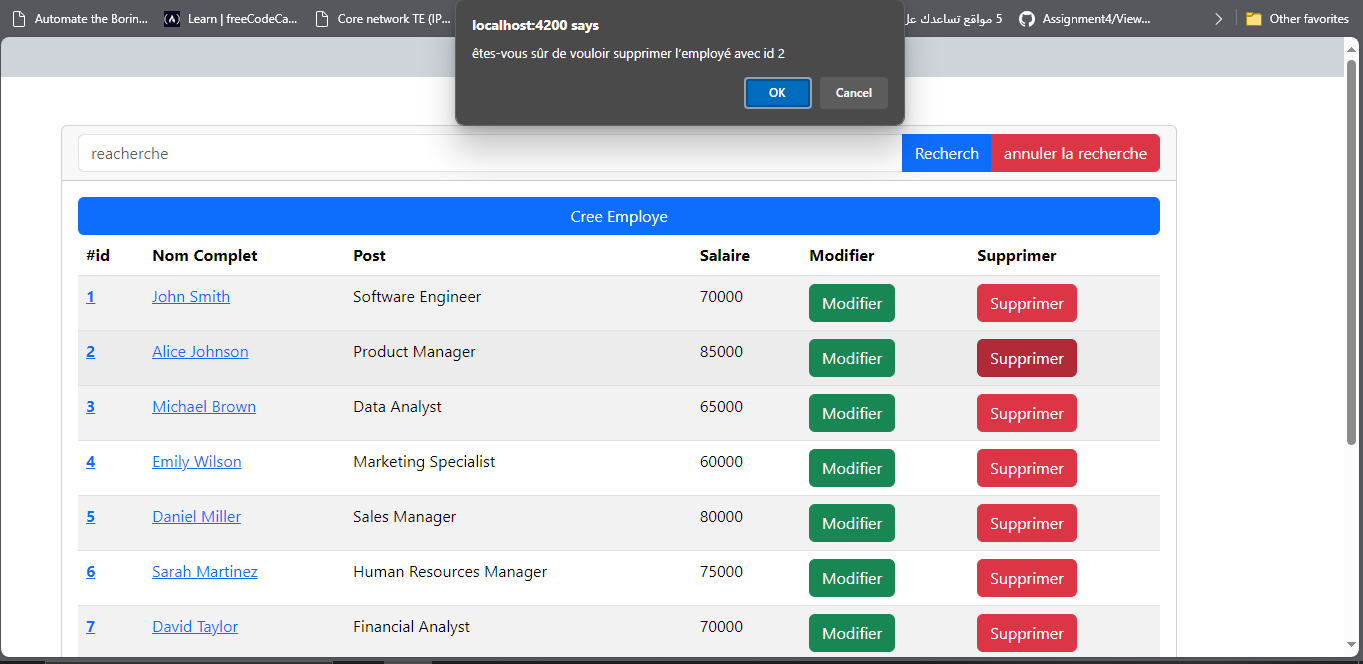 Automate the Borin... Learn | freeCodeCa... Core network TE (IP... 5 مواقع تساعدك عل Assignment4/View... Other favorites
localhost:4200 says
êtes-vous sûr de vouloir supprimer l’employé avec id 2
OK Cancel
reacherche Recherch annuler la recherche
Cree Employe
#id Nom Complet Post Salaire Modifier Supprimer
1 John Smith Software Engineer 70000 Modifier Supprimer
2 Alice Johnson Product Manager 85000 Modifier Supprimer
3 Michael Brown Data Analyst 65000 Modifier Supprimer
4 Emily Wilson Marketing Specialist 60000 Modifier Supprimer
5 Daniel Miller Sales Manager 80000 Modifier Supprimer
6 Sarah Martinez Human Resources Manager 75000 Modifier Supprimer
7 David Taylor Financial Analyst 70000 Modifier Supprimer